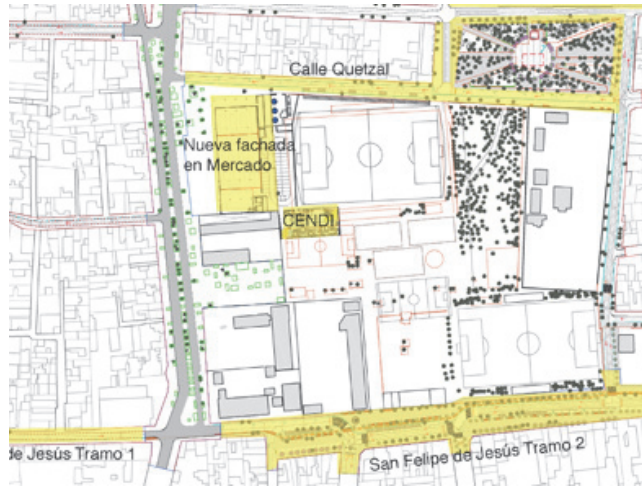 Calle Quetzal
Nueva fachada
en Mercado
CENDI
de Jesús Tramo 1
San Felipe de Jesús Tramo 2